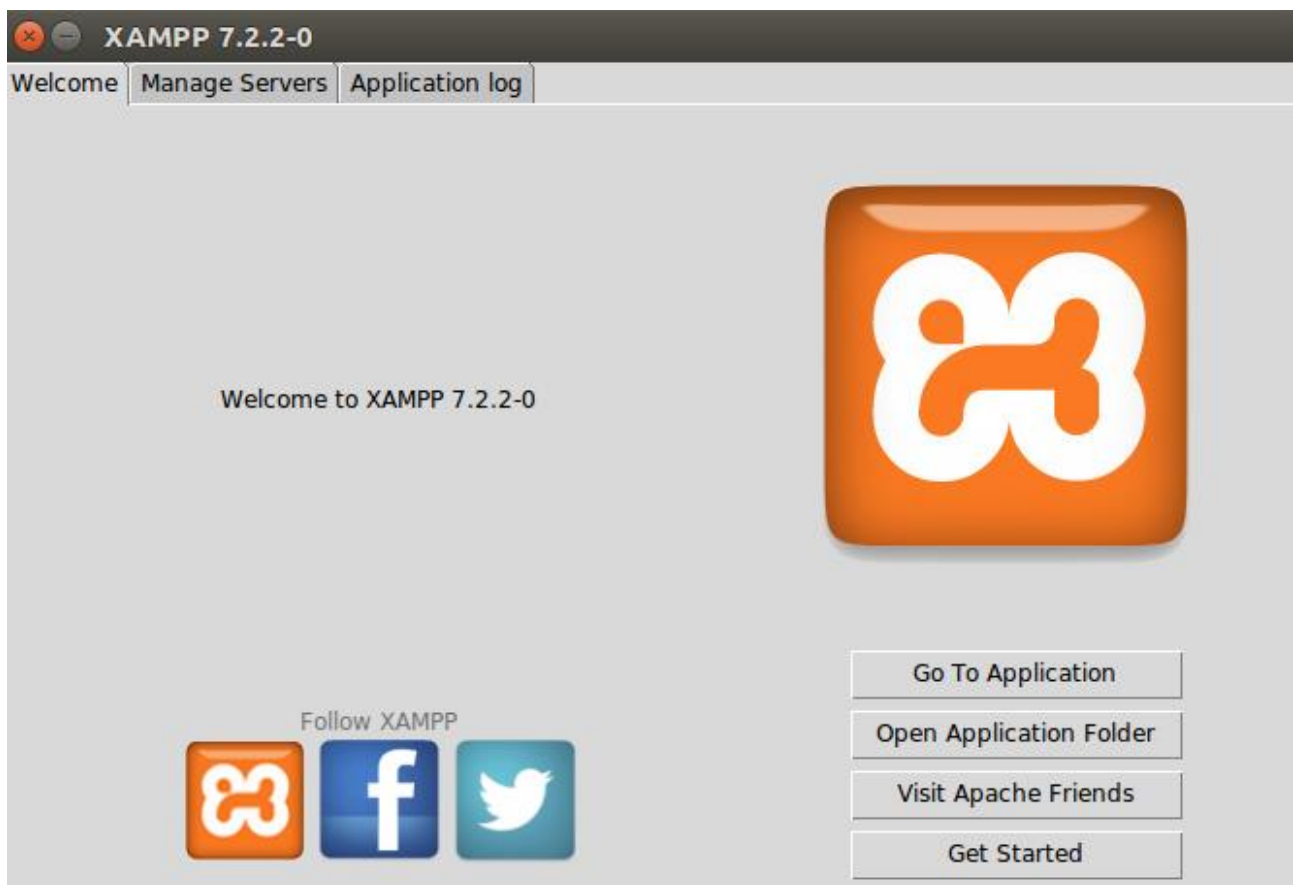 XAMPP 7.2.2-0
Welcome Manage Servers Application log
Welcome to XAMPP 7.2.2-0
Follow XAMPP
Go To Application
Open Application Folder
Visit Apache Friends
Get Started